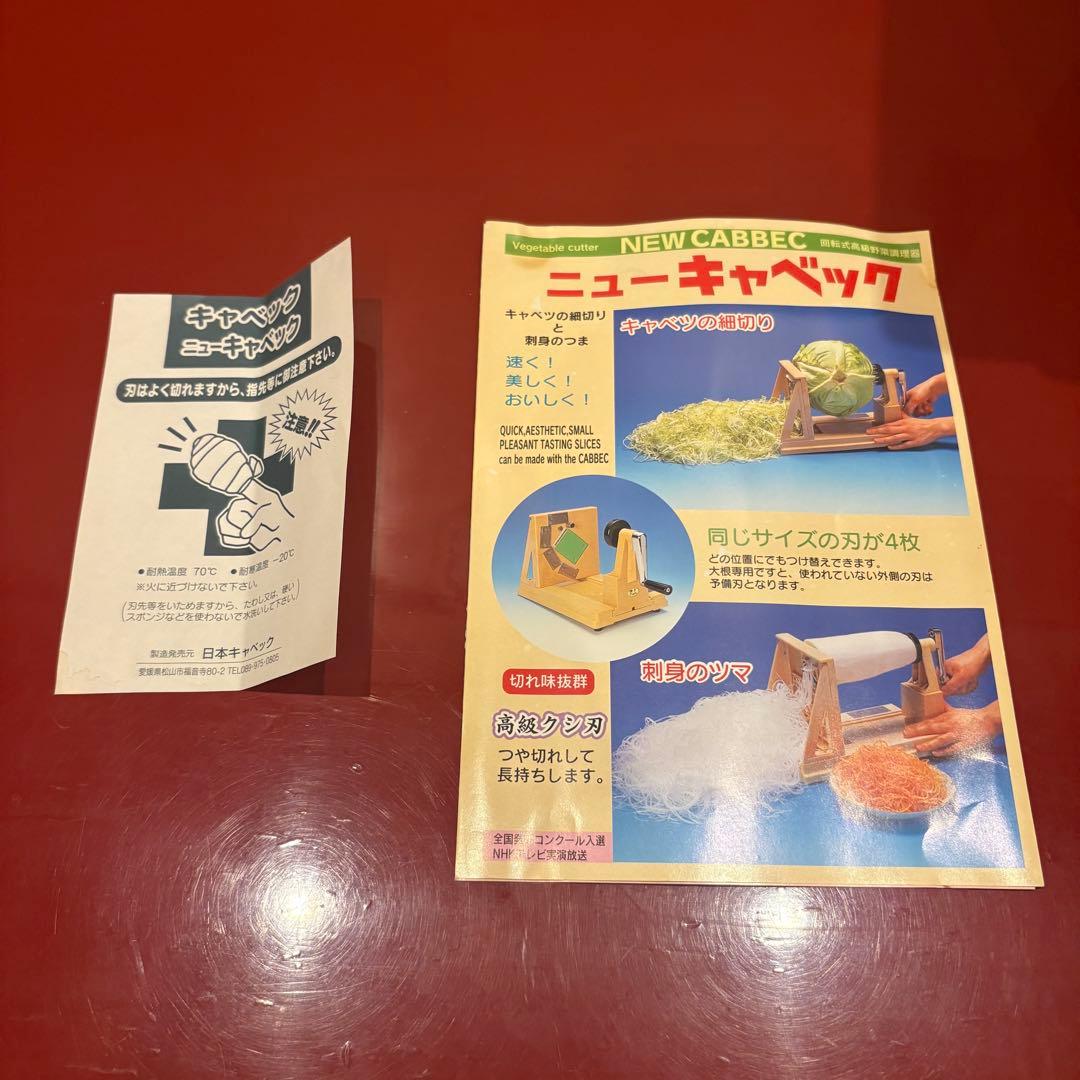 キャベック
ニューキャベック
刃はよく切れますから、指先等に御注意下さい。
注意!!
●耐熱温度 70℃ ●耐寒温度 −20℃
※火に近づけないで下さい。
(刃先等をいためますから、たわし又は、硬い
スポンジなどを使わないで水洗いして下さい。)
製造発売元 日本キャベック
愛媛県松山市福音寺80-2 TEL089-975-0805
Vegetable cutter NEW CABBEC 回転式高級野菜調理器
ニューキャベック
キャベツの細切り
と
刺身のつま
速く!
美しく!
おいしく!
QUICK,AESTHETIC,SMALL
PLEASANT TASTING SLICES
can be made with the CABBEC
キャベツの細切り
同じサイズの刃が4枚
どの位置にでもつけ替えできます。
大根専用ですと、使われていない外側の刃は
予備刃となります。
切れ味抜群
高級クシ刃
つや切れして
長持ちします。
刺身のツマ
全国発明コンクール入選
NHKテレビ実演放送